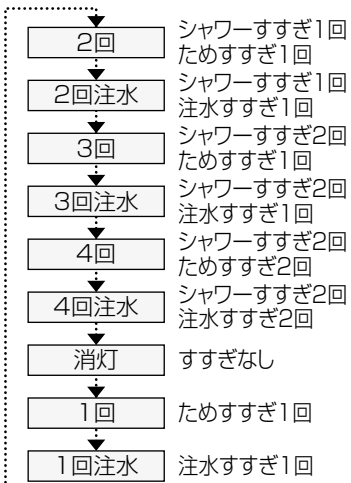 2回
シャワーすすぎ1回
ためすすぎ1回
2回注水
シャワーすすぎ1回
注水すすぎ1回
3回
シャワーすすぎ2回
ためすすぎ1回
3回注水
シャワーすすぎ2回
注水すすぎ1回
4回
シャワーすすぎ2回
ためすすぎ2回
4回注水
シャワーすすぎ2回
注水すすぎ2回
消灯
すすぎなし
1回
ためすすぎ1回
1回注水
注水すすぎ1回